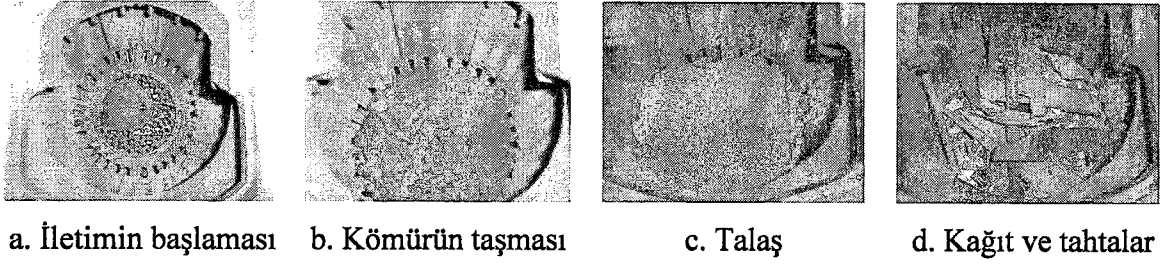 a. İletimin başlaması b. Kömürün taşması c. Talaş d. Kağıt ve tahtalar